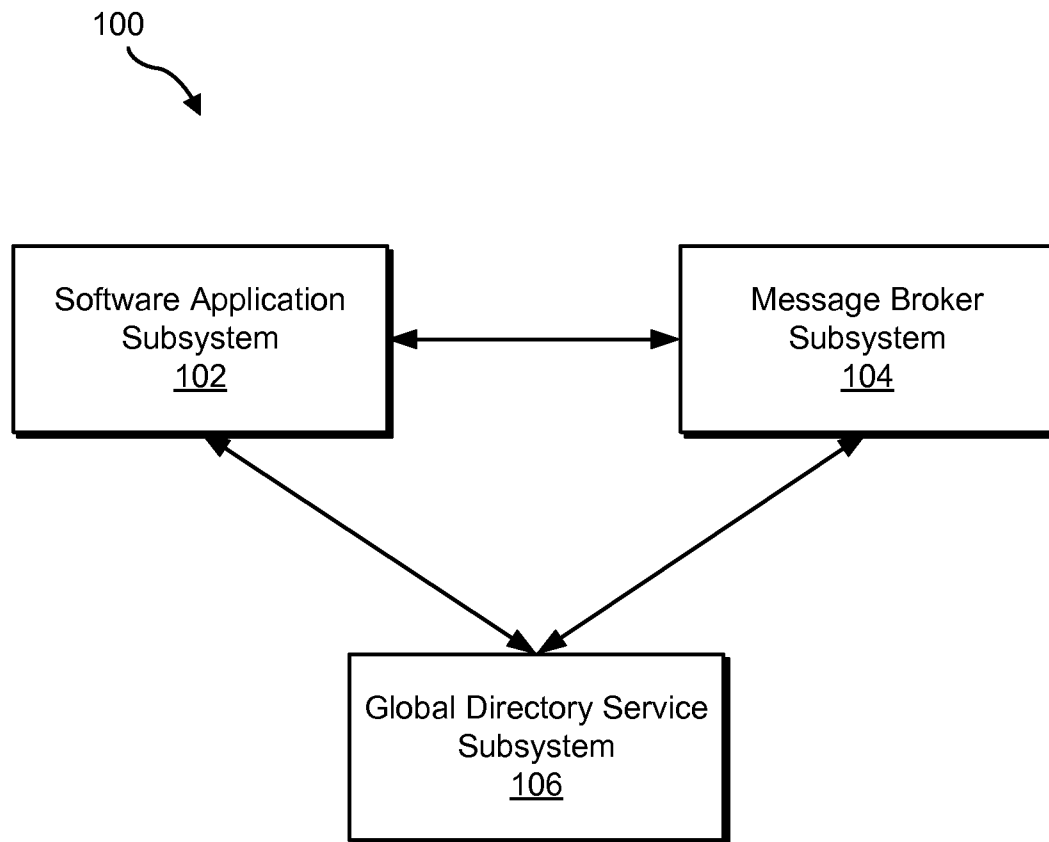 100
Software Application
Subsystem
102
Message Broker
Subsystem
104
Global Directory Service
Subsystem
106